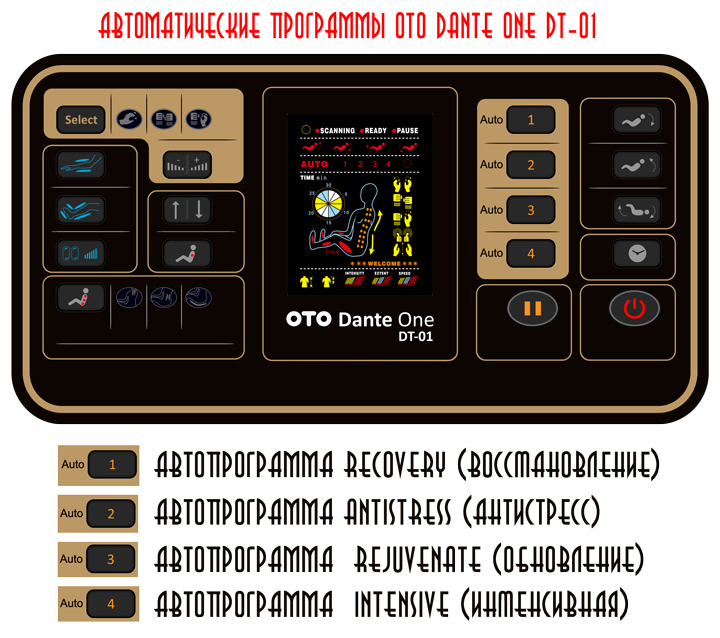 АВТОМАТИЧЕСКИЕ ПРОГРАММЫ OTO DANTE ONE DT-01
Select
- +
SCANNING READY PAUSE
AUTO 1 2 3 4
TIME min
30
25 5
20 10
15
WELCOME
INTENSITY EXTENT SPEED
OTO Dante One
DT-01
Auto 1
Auto 2
Auto 3
Auto 4
Auto 1 АВТОПРОГРАММА RECOVERY (ВОССТАНОВЛЕНИЕ)
Auto 2 АВТОПРОГРАММА ANTISTRESS (АНТИСТРЕСС)
Auto 3 АВТОПРОГРАММА REJUVENATE (ОБНОВЛЕНИЕ)
Auto 4 АВТОПРОГРАММА INTENSIVE (ИНТЕНСИВНАЯ)